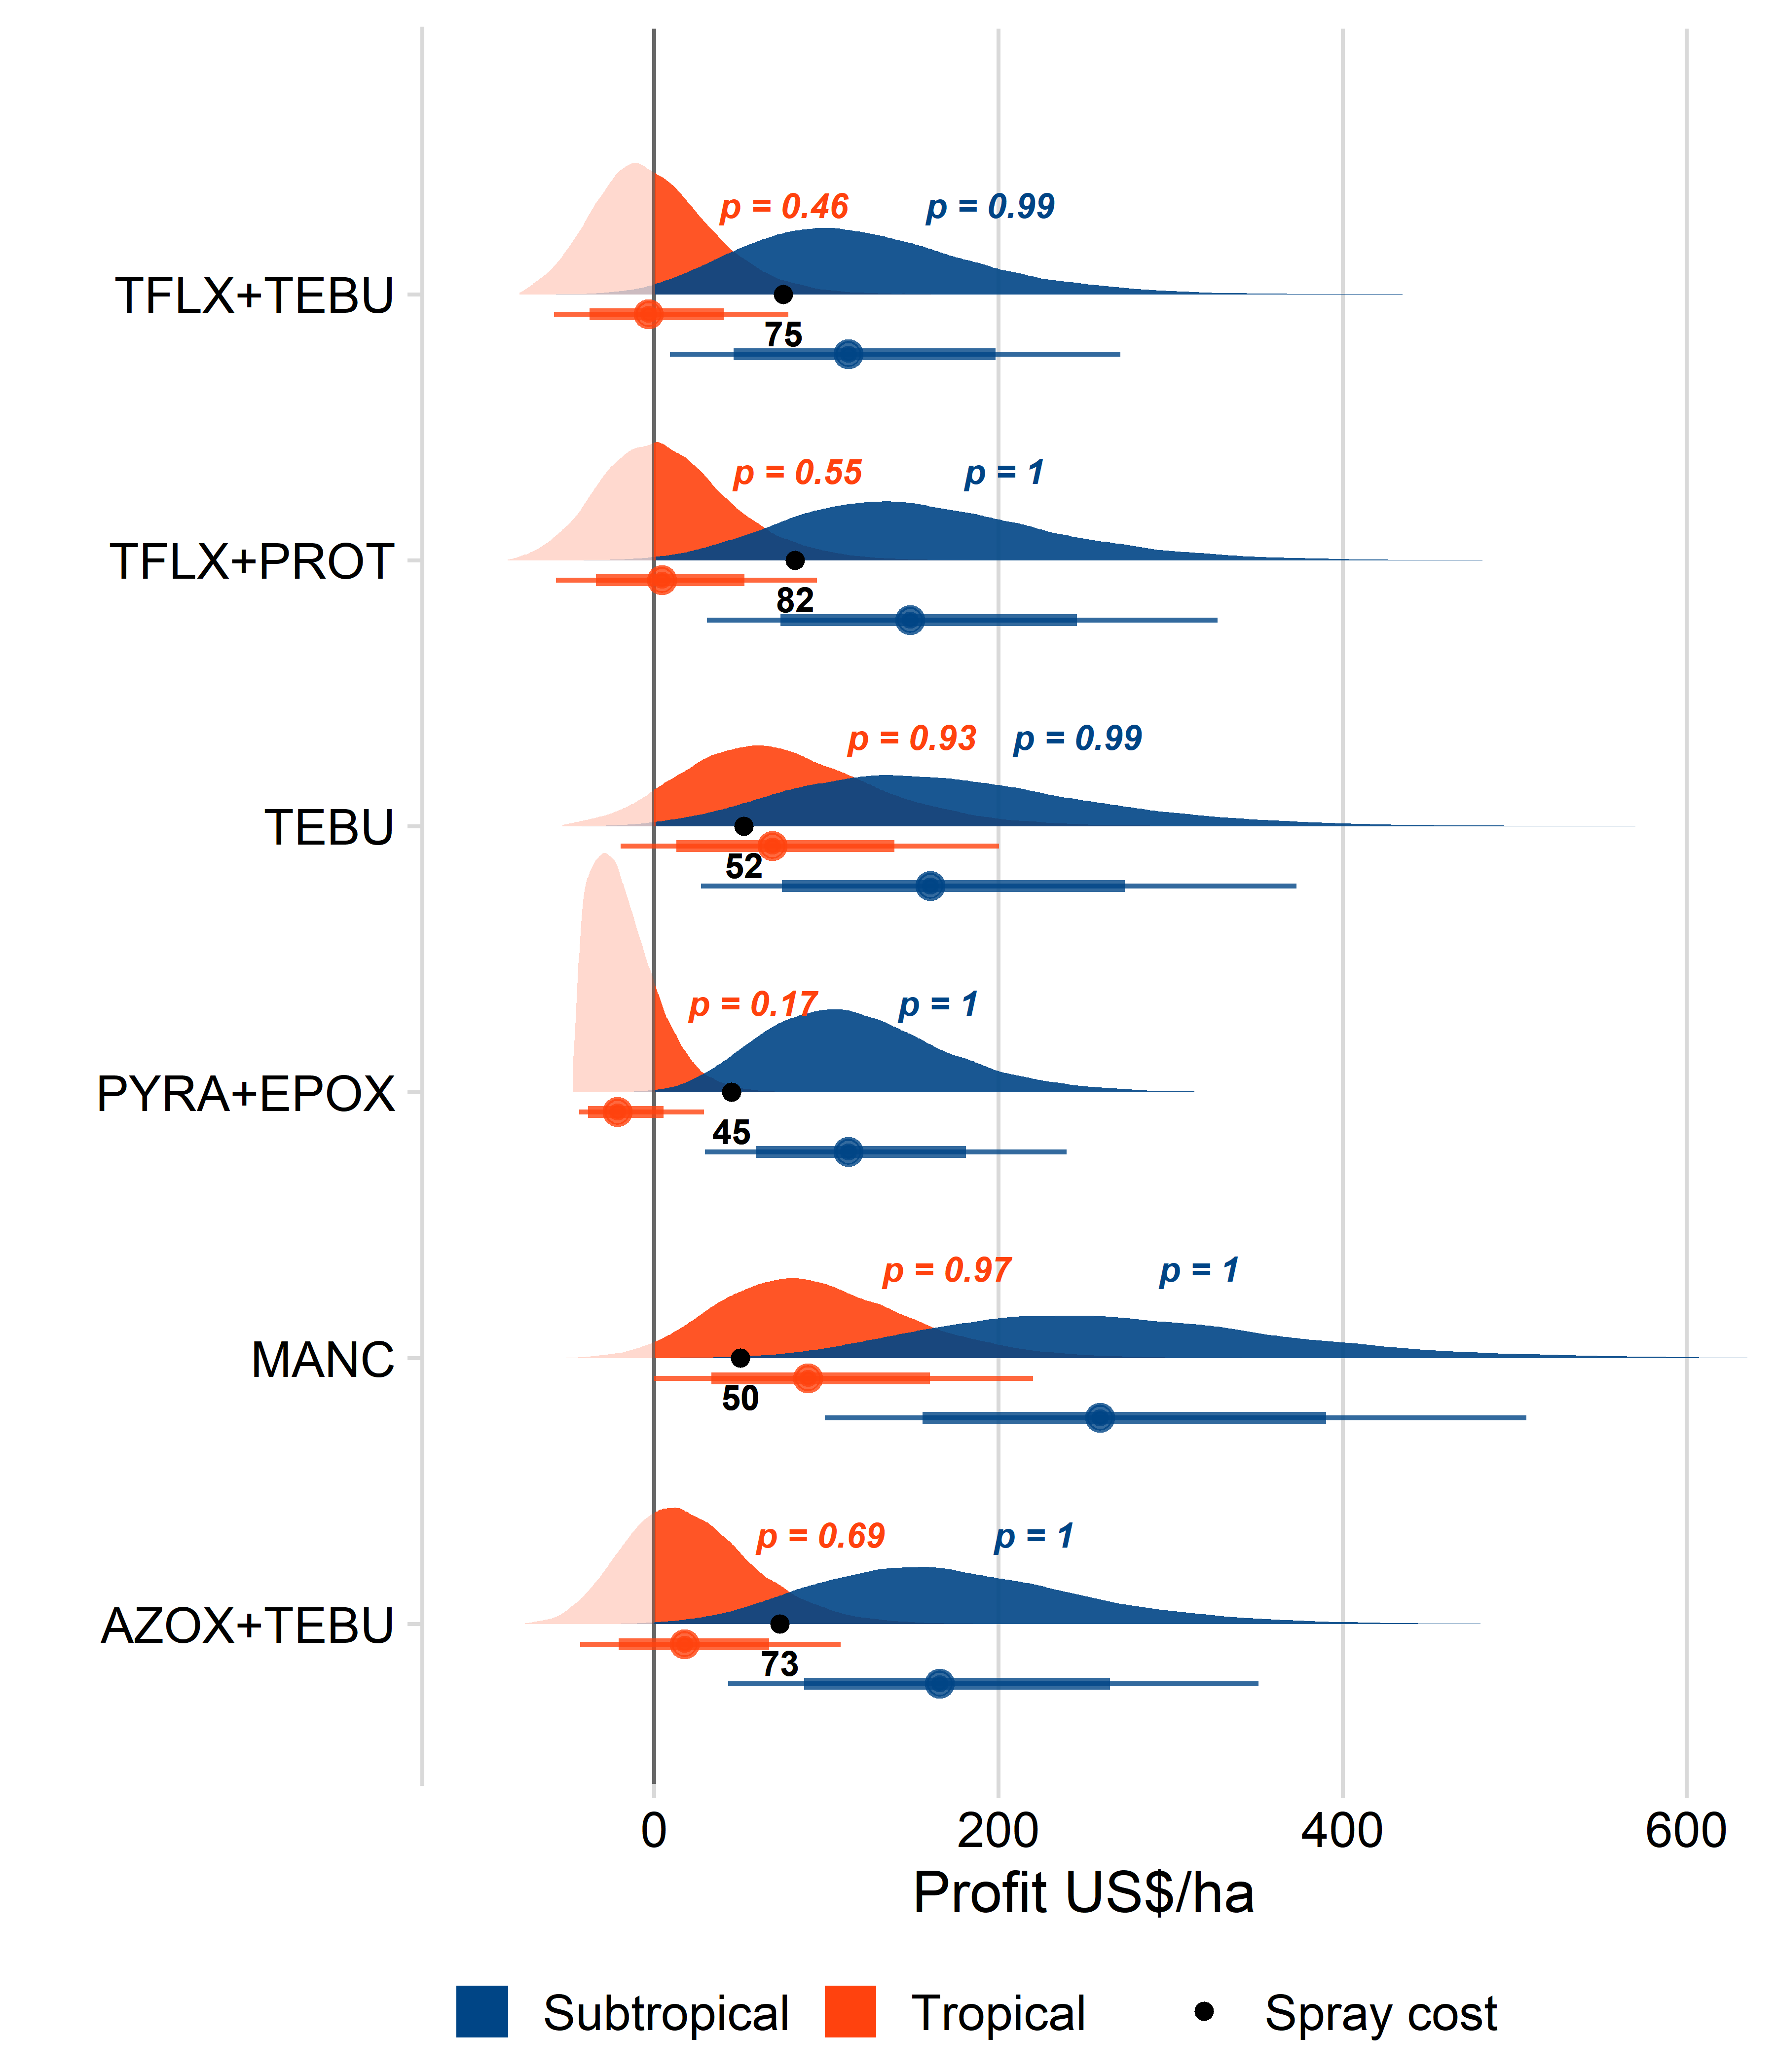 p = 0.46 p = 0.99
TFLX+TEBU
75
p = 0.55 p = 1
TFLX+PROT
82
p = 0.93 p = 0.99
TEBU
52
p = 0.17 p = 1
PYRA+EPOX
45
p = 0.97 p = 1
MANC
50
p = 0.69 p = 1
AZOX+TEBU
73
0 200 400 600
Profit US$/ha
Subtropical Tropical Spray cost